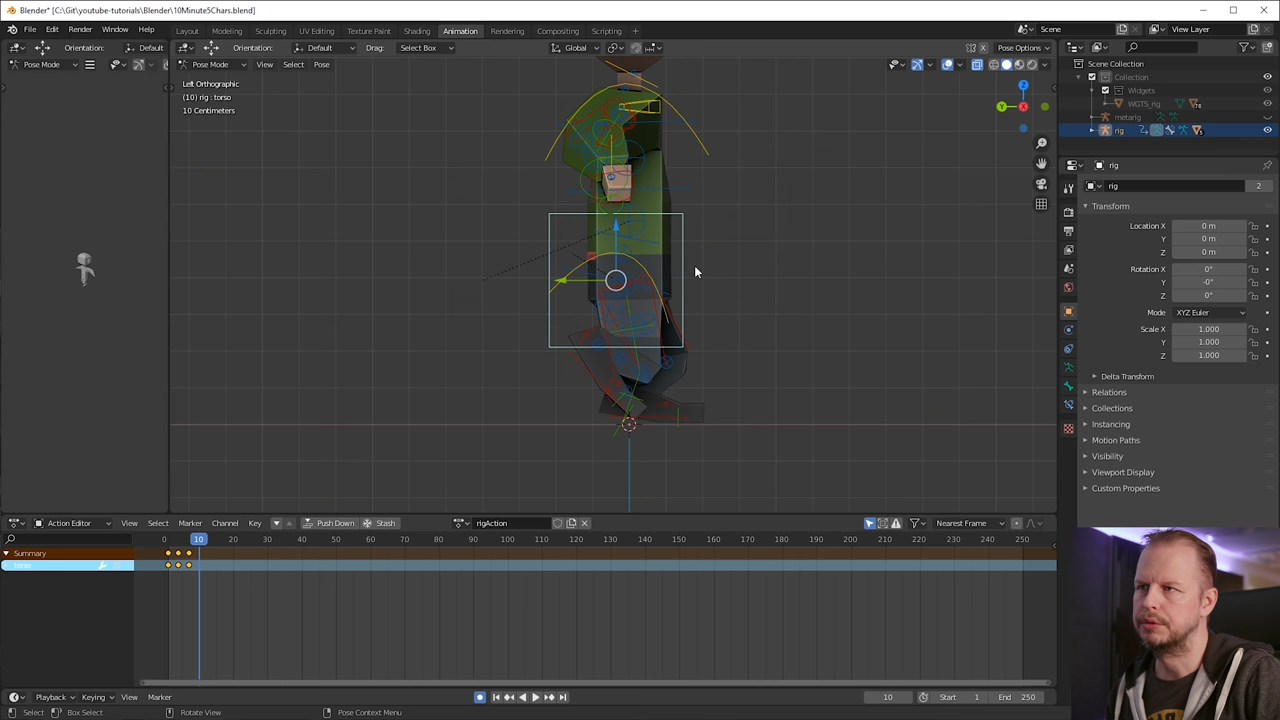 Blender* [C:\Git\youtube-tutorials\Blender\10Minute5Chars.blend]
File Edit Render Window Help Layout Modeling Sculpting UV Editing Texture Paint Shading Animation Rendering Compositing Scripting Scene View Layer
Orientation: Default Orientation: Default Drag: Select Box Global Pose Options
Pose Mode Pose Mode View Select Pose
Scene Collection
Collection
Widgets
WGTS_rig
metarig
rig
Left Orthographic
(10) rig : torso
10 Centimeters
Z
Y
X
rig
rig 2
Transform
Location X 0 m
Y 0 m
Z 0 m
Rotation X 0°
Y -0°
Z 0°
Mode XYZ Euler
Scale X 1.000
Y 1.000
Z 1.000
Delta Transform
Relations
Collections
Instancing
Motion Paths
Visibility
Viewport Display
Custom Properties
Action Editor View Select Marker Channel Key Push Down Stash rigAction Nearest Frame
0 10 20 30 40 50 60 70 80 90 100 110 120 130 140 150 160 170 180 190 200 210 220 230 240 250
Summary
torso
Playback Keying View Marker 10 Start 1 End 250
Select Box Select Rotate View Pose Context Menu